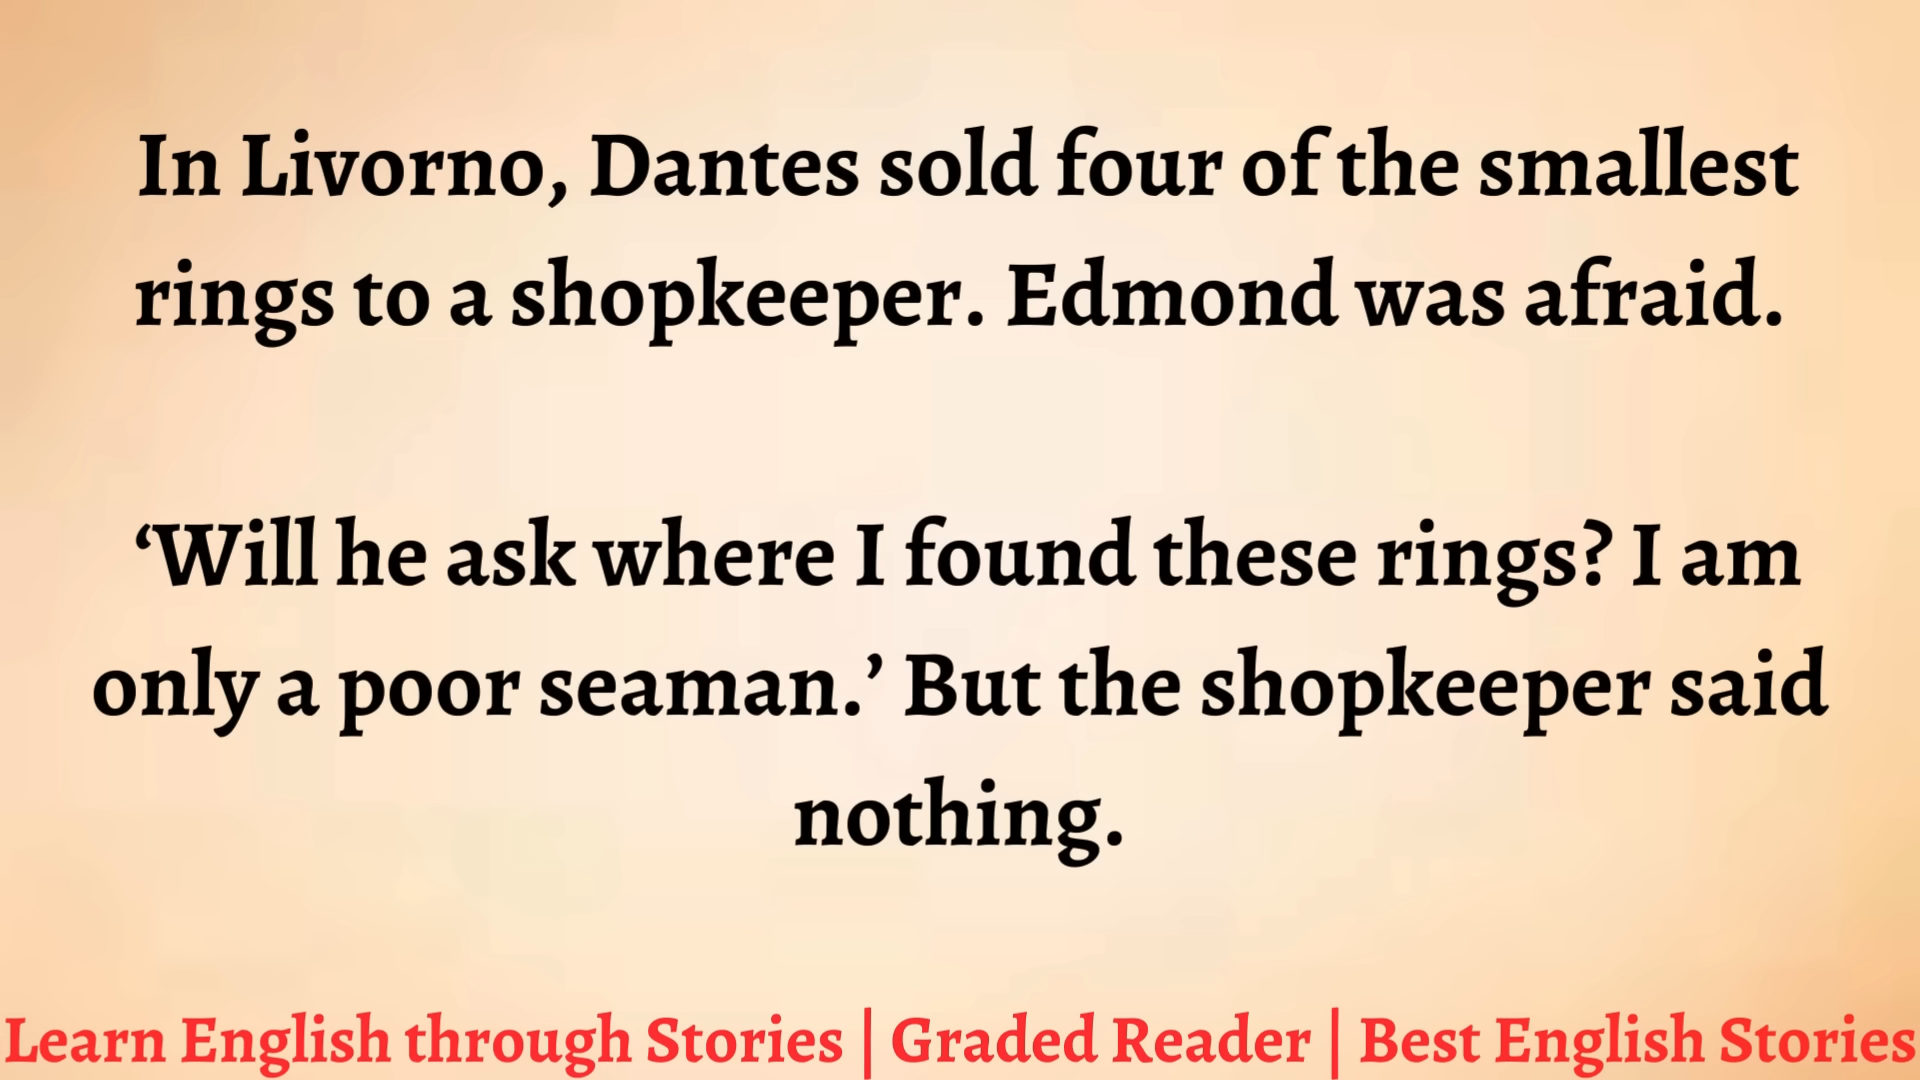 In Livorno, Dantes sold four of the smallest
rings to a shopkeeper. Edmond was afraid.
‘Will he ask where I found these rings? I am
only a poor seaman.’ But the shopkeeper said
nothing.
Learn English through Stories | Graded Reader | Best English Stories